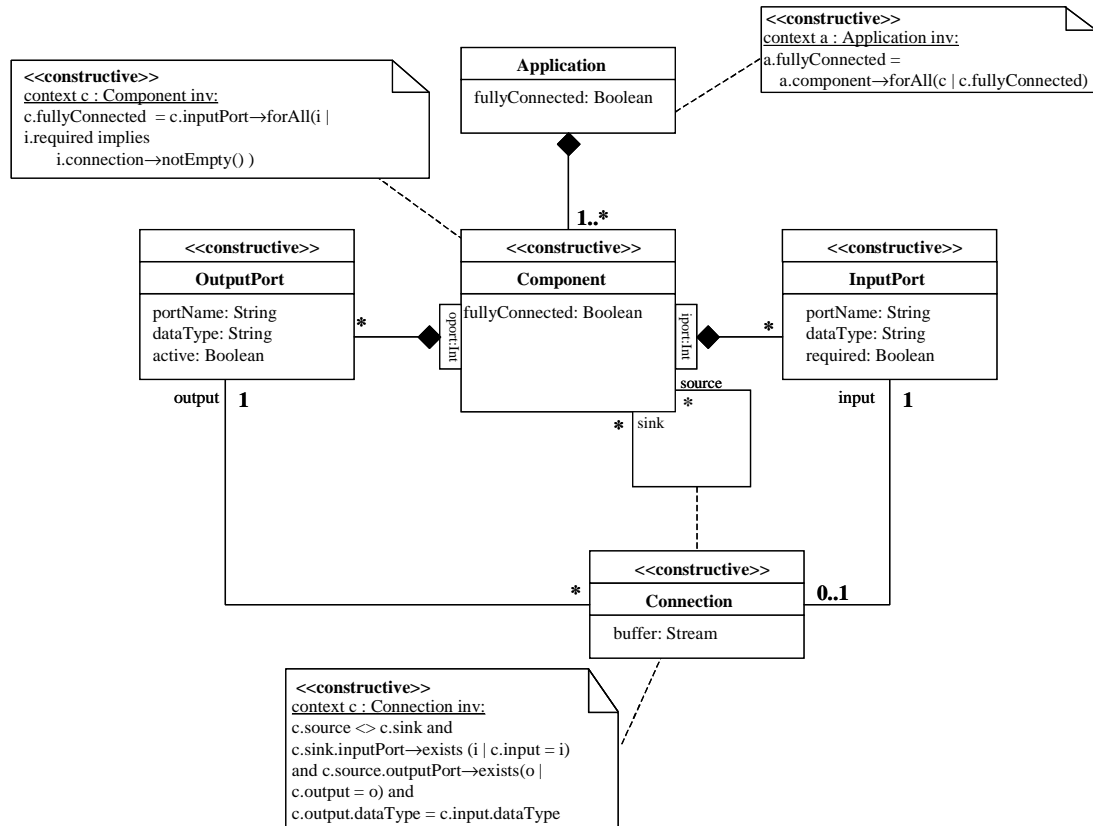 <<constructive>>
context a : Application inv:
a.fullyConnected =
a.component→forAll(c | c.fullyConnected)
<<constructive>>
context c : Component inv:
c.fullyConnected = c.inputPort→forAll(i |
i.required implies
i.connection→notEmpty() )
Application
fullyConnected: Boolean
1..*
<<constructive>>
OutputPort
portName: String
dataType: String
active: Boolean
*
oport:Int
<<constructive>>
Component
fullyConnected: Boolean
iport:Int
*
<<constructive>>
InputPort
portName: String
dataType: String
required: Boolean
source
*
* sink
output 1
input 1
<<constructive>>
Connection
buffer: Stream
*
0..1
<<constructive>>
context c : Connection inv:
c.source <> c.sink and
c.sink.inputPort→exists (i | c.input = i)
and c.source.outputPort→exists(o |
c.output = o) and
c.output.dataType = c.input.dataType